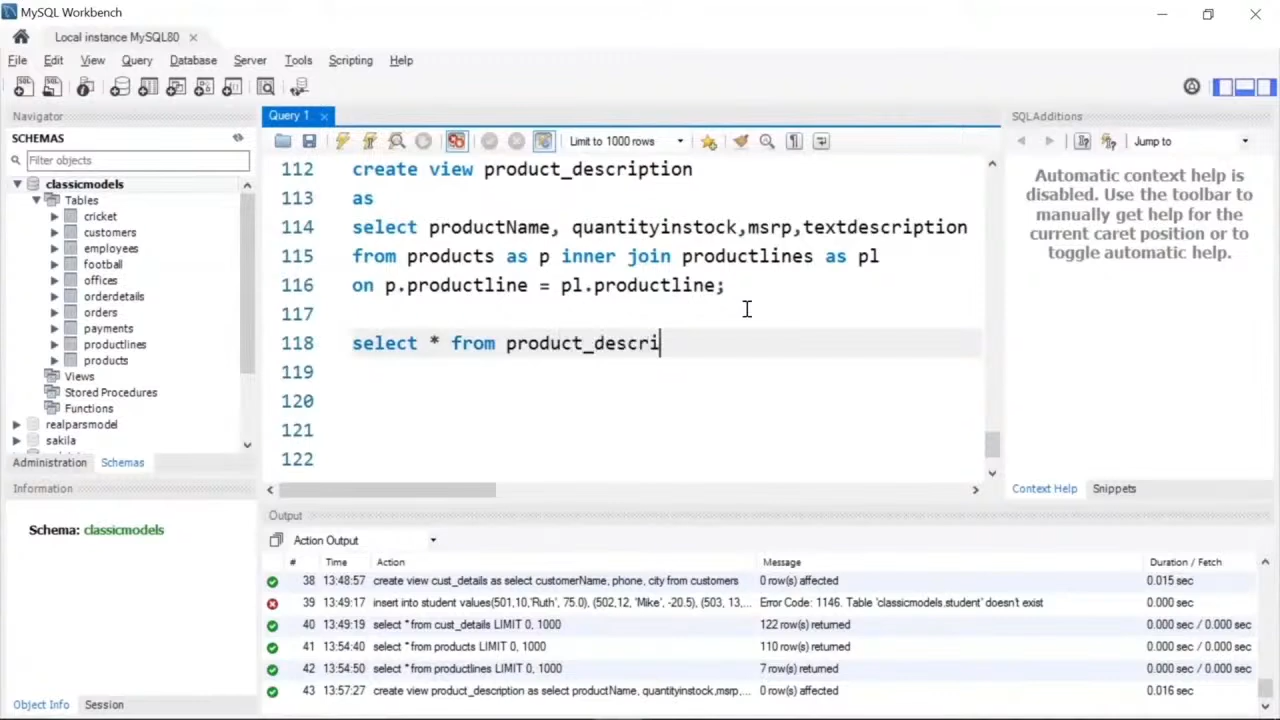 MySQL Workbench
Local instance MySQL80
File Edit View Query Database Server Tools Scripting Help
Navigator
SCHEMAS
Filter objects
classicmodels
Tables
cricket
customers
employees
football
offices
orderdetails
orders
payments
productlines
products
Views
Stored Procedures
Functions
realparsmodel
sakila
Administration Schemas
Information
Schema: classicmodels
Object Info Session
Query 1
Limit to 1000 rows
112 create view product_description
113 as
114 select productName, quantityinstock,msrp,textdescription
115 from products as p inner join productlines as pl
116 on p.productline = pl.productline;
117
118 select * from product_descri
119
120
121
122
SQLAdditions
Jump to
Automatic context help is
disabled. Use the toolbar to
manually get help for the
current caret position or to
toggle automatic help.
Context Help Snippets
Output
Action Output
# Time Action Message Duration / Fetch
38 13:48:57 create view cust_details as select customerName, phone, city from customers 0 row(s) affected 0.015 sec
39 13:49:17 insert into student values(501,10,'Ruth', 75.0), (502,12, 'Mike', -20.5), (503, 13,... Error Code: 1146. Table 'classicmodels.student' doesn't exist 0.000 sec
40 13:49:19 select * from cust_details LIMIT 0, 1000 122 row(s) returned 0.000 sec / 0.000 sec
41 13:54:40 select * from products LIMIT 0, 1000 110 row(s) returned 0.000 sec / 0.000 sec
42 13:54:50 select * from productlines LIMIT 0, 1000 7 row(s) returned 0.000 sec / 0.000 sec
43 13:57:27 create view product_description as select productName, quantityinstock,msrp,... 0 row(s) affected 0.016 sec